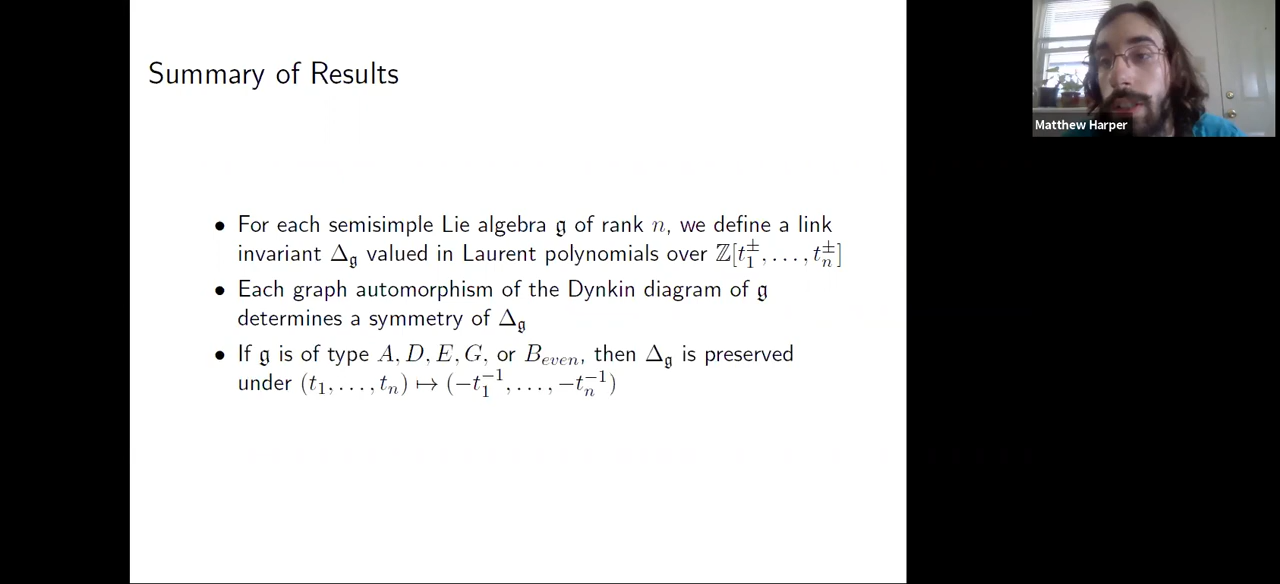 Summary of Results
• For each semisimple Lie algebra 𝔤 of rank n, we define a link
invariant Δ_𝔤 valued in Laurent polynomials over ℤ[t_1^±, . . . , t_n^±]
• Each graph automorphism of the Dynkin diagram of 𝔤
determines a symmetry of Δ_𝔤
• If 𝔤 is of type A, D, E, G, or B_even, then Δ_𝔤 is preserved
under (t_1, . . . , t_n) ↦ (−t_1^{−1}, . . . , −t_n^{−1})
Matthew Harper